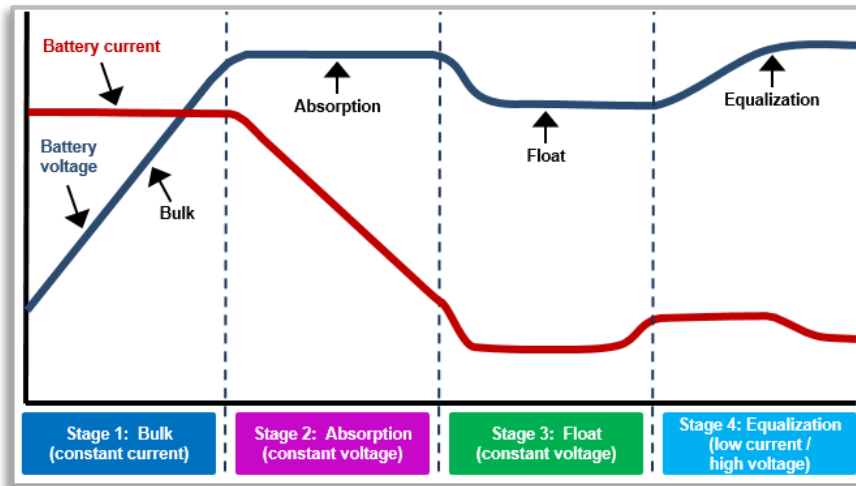 Battery current
Absorption
Equalization
Battery
voltage
Float
Bulk
Stage 1:  Bulk
(constant current)
Stage 2:  Absorption
(constant voltage)
Stage 3:  Float
(constant voltage)
Stage 4: Equalization
(low current /
high voltage)